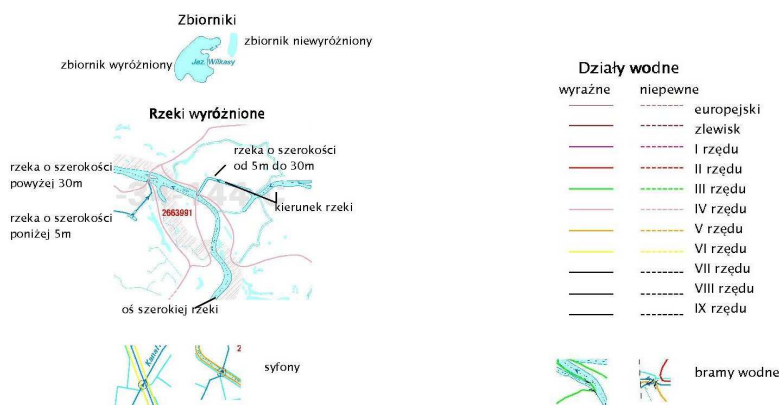 Zbiorniki
zbiornik niewyróżniony
zbiornik wyróżniony
Jez. Wilkasy
Rzeki wyróżnione
rzeka o szerokości
od 5m do 30m
rzeka o szerokości
powyżej 30m
kierunek rzeki
2663991
rzeka o szerokości
poniżej 5m
oś szerokiej rzeki
Kanał
syfony
Działy wodne
wyraźne niepewne
europejski
zlewisk
I rzędu
II rzędu
III rzędu
IV rzędu
V rzędu
VI rzędu
VII rzędu
VIII rzędu
IX rzędu
bramy wodne